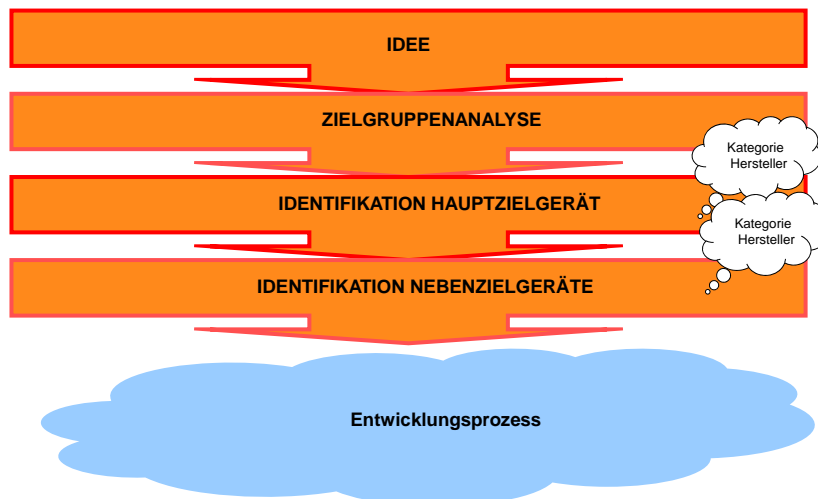 IDEE
ZIELGRUPPENANALYSE
Kategorie
Hersteller
IDENTIFIKATION HAUPTZIELGERÄT
Kategorie
Hersteller
IDENTIFIKATION NEBENZIELGERÄTE
Entwicklungsprozess